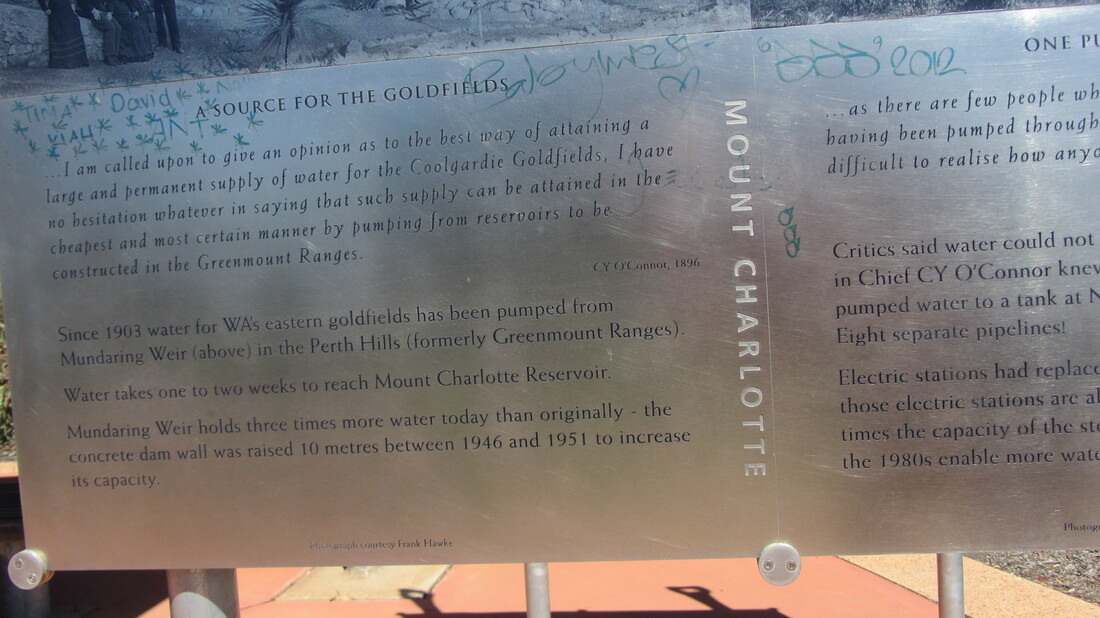 A SOURCE FOR THE GOLDFIELDS
...I am called upon to give an opinion as to the best way of attaining a
large and permanent supply of water for the Coolgardie Goldfields, I have
no hesitation whatever in saying that such supply can be attained in the
cheapest and most certain manner by pumping from reservoirs to be
constructed in the Greenmount Ranges.
CY O'Connor, 1896
Since 1903 water for WA's eastern goldfields has been pumped from
Mundaring Weir (above) in the Perth Hills (formerly Greenmount Ranges).
Water takes one to two weeks to reach Mount Charlotte Reservoir.
Mundaring Weir holds three times more water today than originally - the
concrete dam wall was raised 10 metres between 1946 and 1951 to increase
its capacity.
Photograph courtesy Frank Hawke
TINA David
ANT
2012
MOUNT CHARLOTTE
ONE
...as there are few people
having been pumped through
difficult to realise how
Critics said water could not
in Chief CY O'Connor knew
pumped water to a tank at
Eight separate pipelines!
Electric stations had
those electric stations are
times the capacity of the
the 1980s enable more